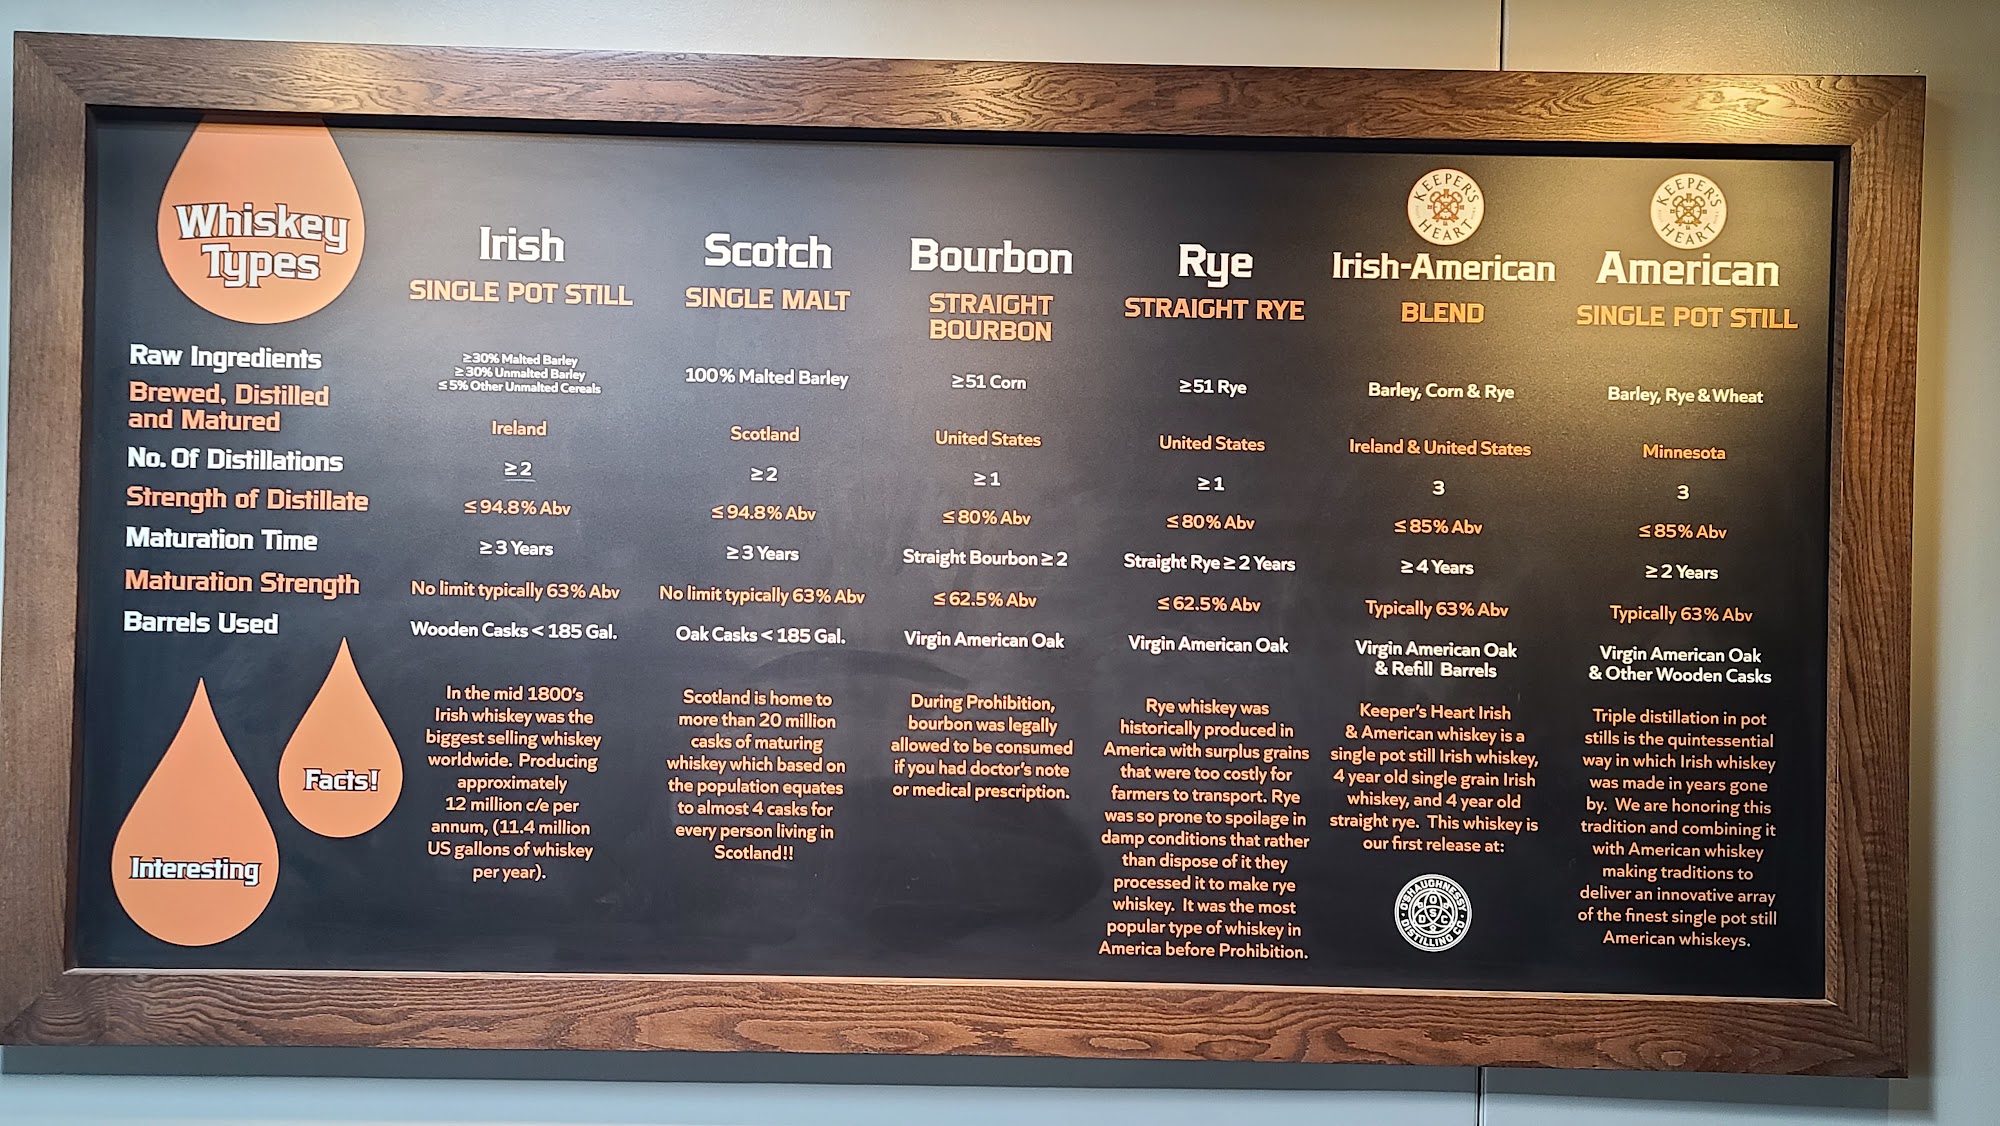 Whiskey
Types
Raw Ingredients
Brewed, Distilled
and Matured
No. Of Distillations
Strength of Distillate
Maturation Time
Maturation Strength
Barrels Used
Interesting
Facts!
Irish
SINGLE POT STILL
≥30% Malted Barley
≥30% Unmalted Barley
≤5% Other Unmalted Cereals
Ireland
≥2
≤94.8% Abv
≥3 Years
No limit typically 63% Abv
Wooden Casks < 185 Gal.
In the mid 1800's
Irish whiskey was the
biggest selling whiskey
worldwide. Producing
approximately
12 million c/e per
annum, (11.4 million
US gallons of whiskey
per year).
Scotch
SINGLE MALT
100% Malted Barley
Scotland
≥2
≤94.8% Abv
≥3 Years
No limit typically 63% Abv
Oak Casks < 185 Gal.
Scotland is home to
more than 20 million
casks of maturing
whiskey which based on
the population equates
to almost 4 casks for
every person living in
Scotland!!
Bourbon
STRAIGHT
BOURBON
≥51 Corn
United States
≥1
≤80% Abv
Straight Bourbon ≥2
≤62.5% Abv
Virgin American Oak
During Prohibition,
bourbon was legally
allowed to be consumed
if you had doctor's note
or medical prescription.
Rye
STRAIGHT RYE
≥51 Rye
United States
≥1
≤80% Abv
Straight Rye ≥2 Years
≤62.5% Abv
Virgin American Oak
Rye whiskey was
historically produced in
America with surplus grains
that were too costly for
farmers to transport. Rye
was so prone to spoilage in
damp conditions that rather
than dispose of it they
processed it to make rye
whiskey. It was the most
popular type of whiskey in
America before Prohibition.
KEEPER'S
HEART
Irish-American
BLEND
Barley, Corn & Rye
Ireland & United States
3
≤85% Abv
≥4 Years
Typically 63% Abv
Virgin American Oak
& Refill Barrels
Keeper's Heart Irish
& American whiskey is a
single pot still Irish whiskey,
4 year old single grain Irish
whiskey, and 4 year old
straight rye. This whiskey is
our first release at:
O'SHAUGHNESSY
DISTILLING CO
KEEPER'S
HEART
American
SINGLE POT STILL
Barley, Rye & Wheat
Minnesota
3
≤85% Abv
≥2 Years
Typically 63% Abv
Virgin American Oak
& Other Wooden Casks
Triple distillation in pot
stills is the quintessential
way in which Irish whiskey
was made in years gone
by. We are honoring this
tradition and combining it
with American whiskey
making traditions to
deliver an innovative array
of the finest single pot still
American whiskeys.